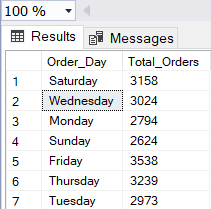 100 %
Results Messages
Order_Day Total_Orders
1 Saturday 3158
2 Wednesday 3024
3 Monday 2794
4 Sunday 2624
5 Friday 3538
6 Thursday 3239
7 Tuesday 2973